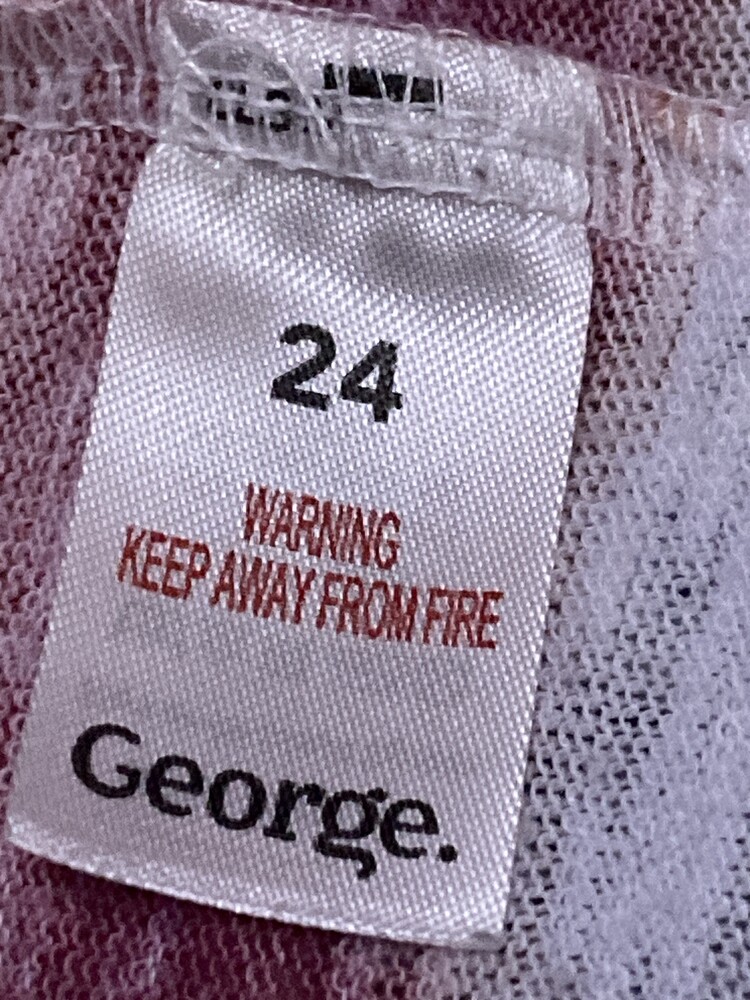 24
WARNING
KEEP AWAY FROM FIRE
George.